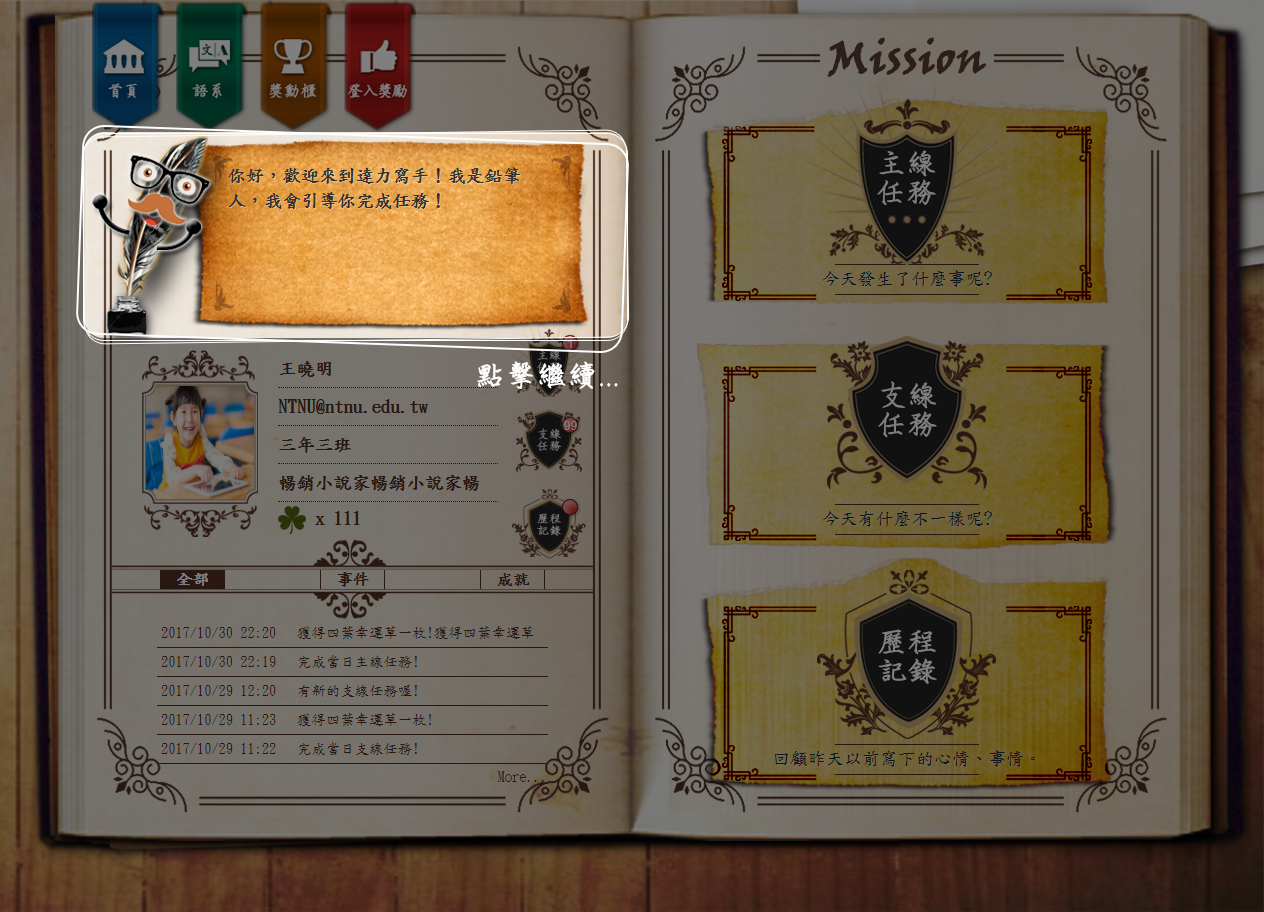 首頁
語系
獎勳櫃
登入獎勵
你好，歡迎來到達力寫手！我是鉛筆
人，我會引導你完成任務！
點擊繼續...
王曉明
NTNU@ntnu.edu.tw
三年三班
暢銷小說家暢銷小說家暢
x 111
主線
1
支線
任務
99
歷程
記錄
全部
事件
成就
2017/10/30 22:20 獲得四葉幸運草一枚!獲得四葉幸運草
2017/10/30 22:19 完成當日主線任務!
2017/10/29 12:20 有新的支線任務喔!
2017/10/29 11:23 獲得四葉幸運草一枚!
2017/10/29 11:22 完成當日支線任務!
More...
Mission
主線
任務
今天發生了什麼事呢?
支線
任務
今天有什麼不一樣呢?
歷程
記錄
回顧昨天以前寫下的心情、事情。